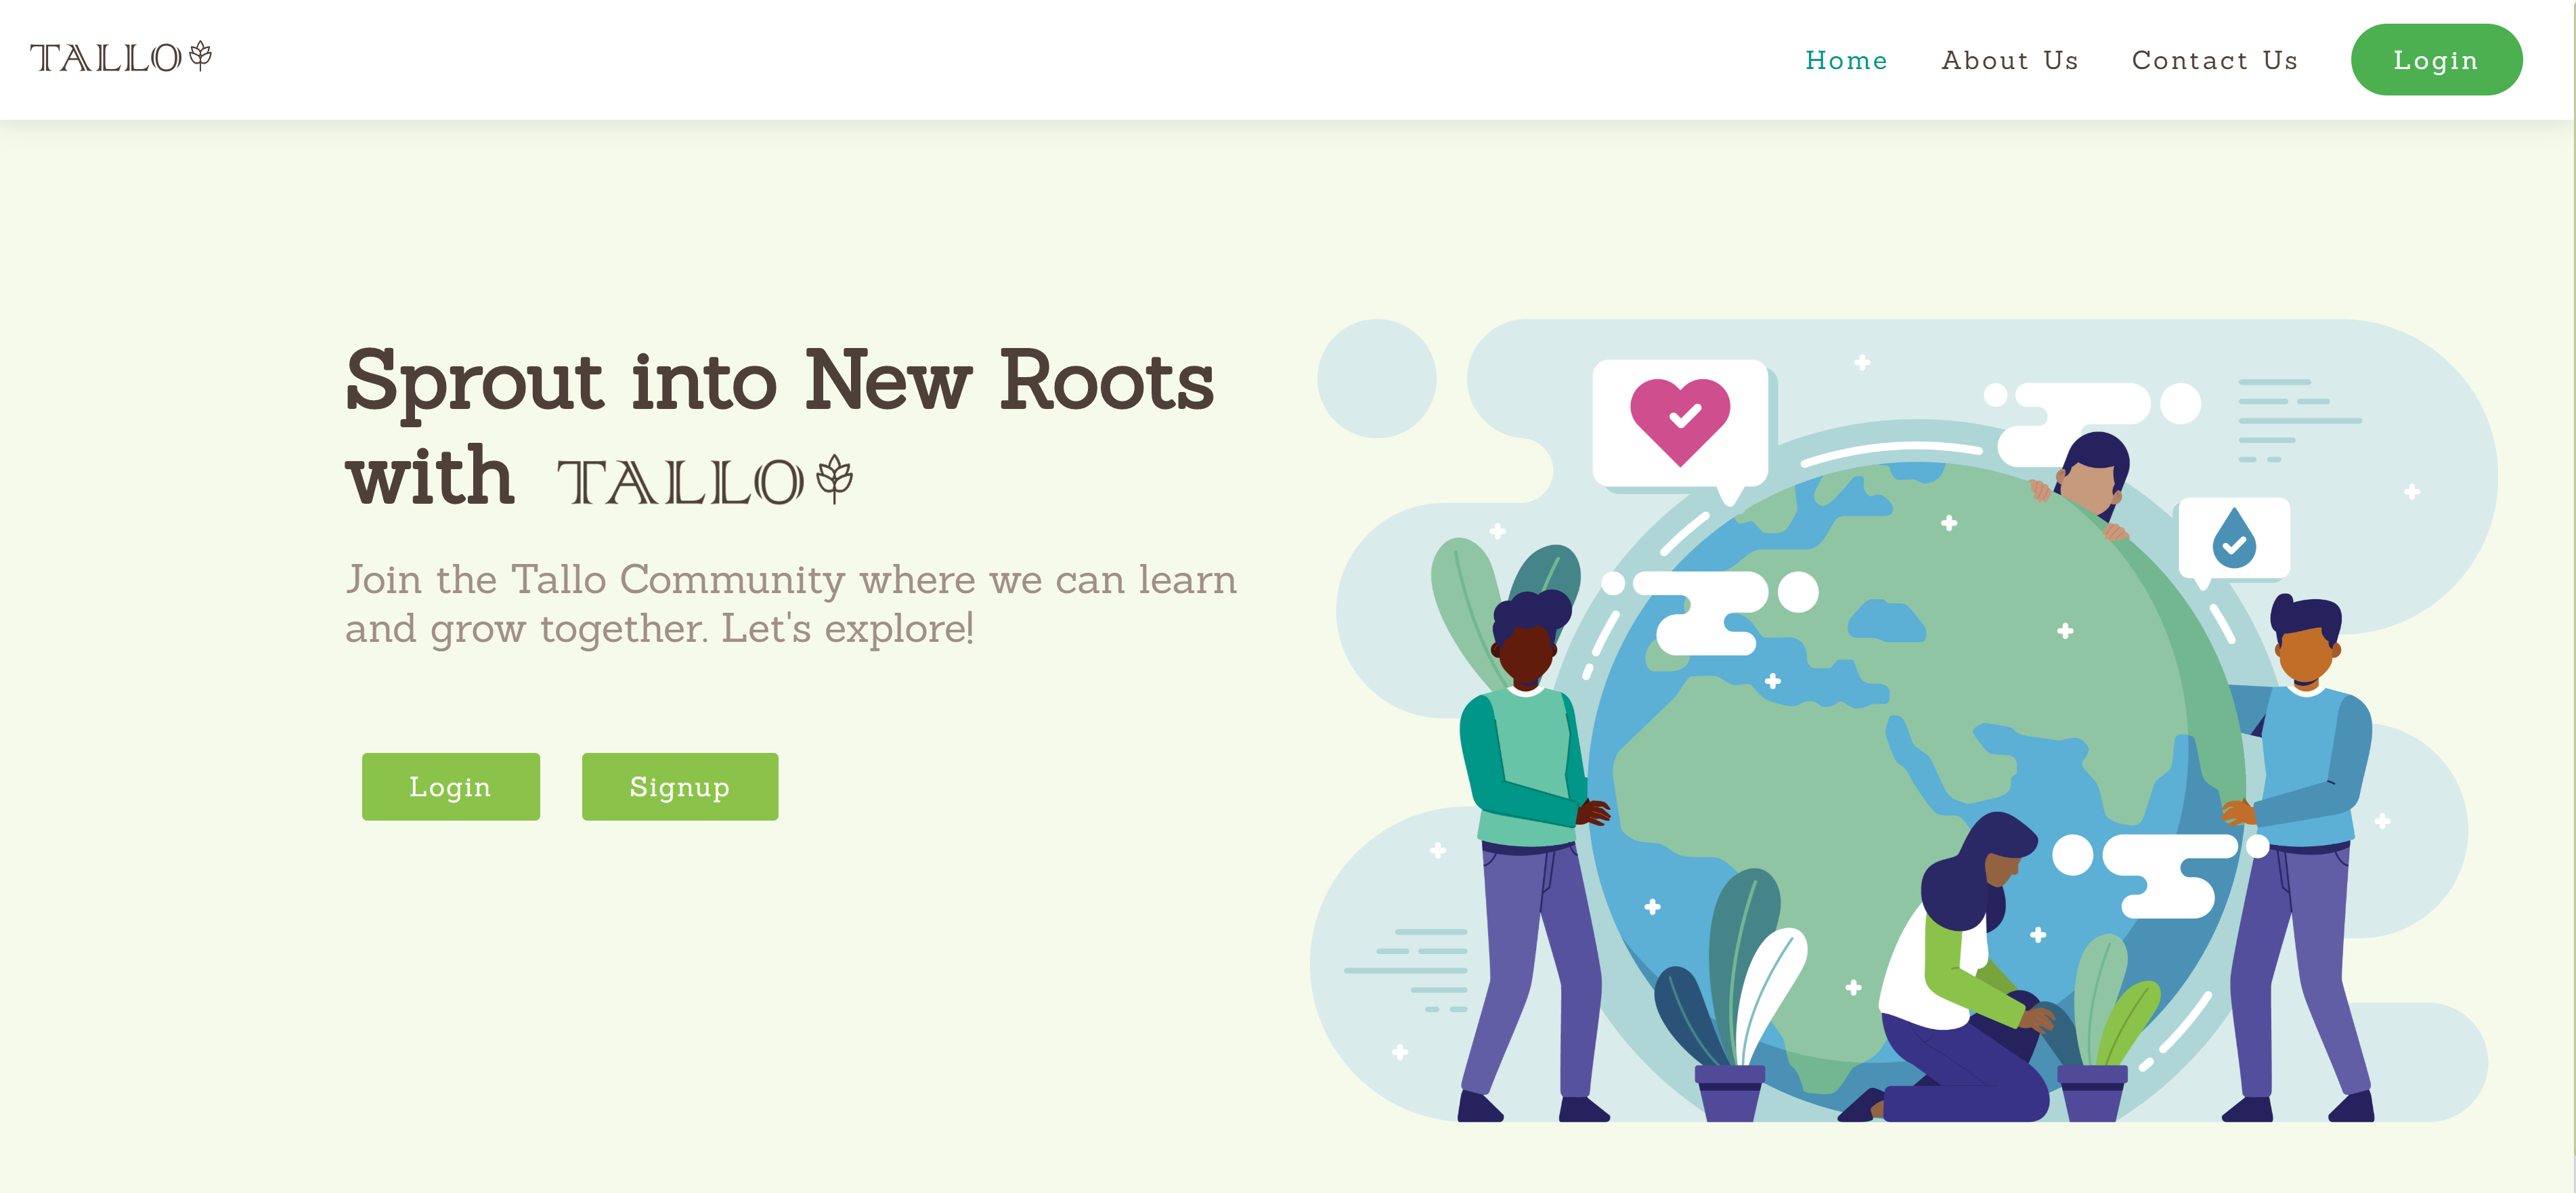 TALLO
Home About Us Contact Us Login
Sprout into New Roots
with TALLO
Join the Tallo Community where we can learn
and grow together. Let's explore!
Login Signup